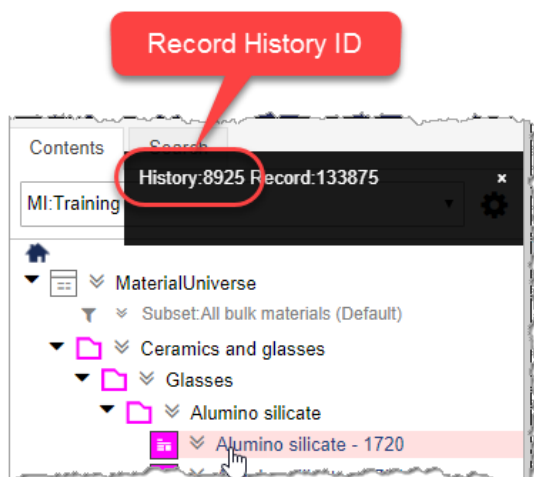 Record History ID
Contents Search
History:8925 Record:133875 ×
MI:Training
MaterialUniverse
Subset:All bulk materials (Default)
Ceramics and glasses
Glasses
Alumino silicate
Alumino silicate - 1720